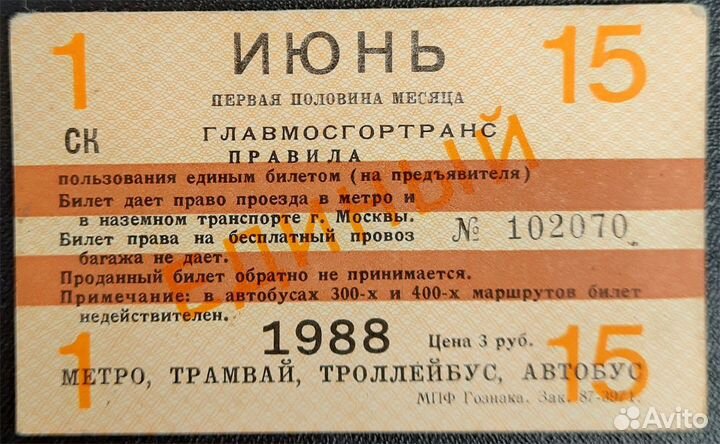 1 ИЮНЬ 15
ПЕРВАЯ ПОЛОВИНА МЕСЯЦА
СК ГЛАВМОСГОРТРАНС
ПРАВИЛА
пользования единым билетом (на предъявителя)
Билет дает право проезда в метро и
в наземном транспорте г. Москвы.
Билет права на бесплатный провоз
багажа не дает.
№ 102070
Проданный билет обратно не принимается.
Примечание: в автобусах 300-х и 400-х маршрутов билет
недействителен.
ЕДИНЫЙ
1 1988 Цена 3 руб. 15
МЕТРО, ТРАМВАЙ, ТРОЛЛЕЙБУС, АВТОБУС
МПФ Гознака. Зак. 87-3971.
Avito